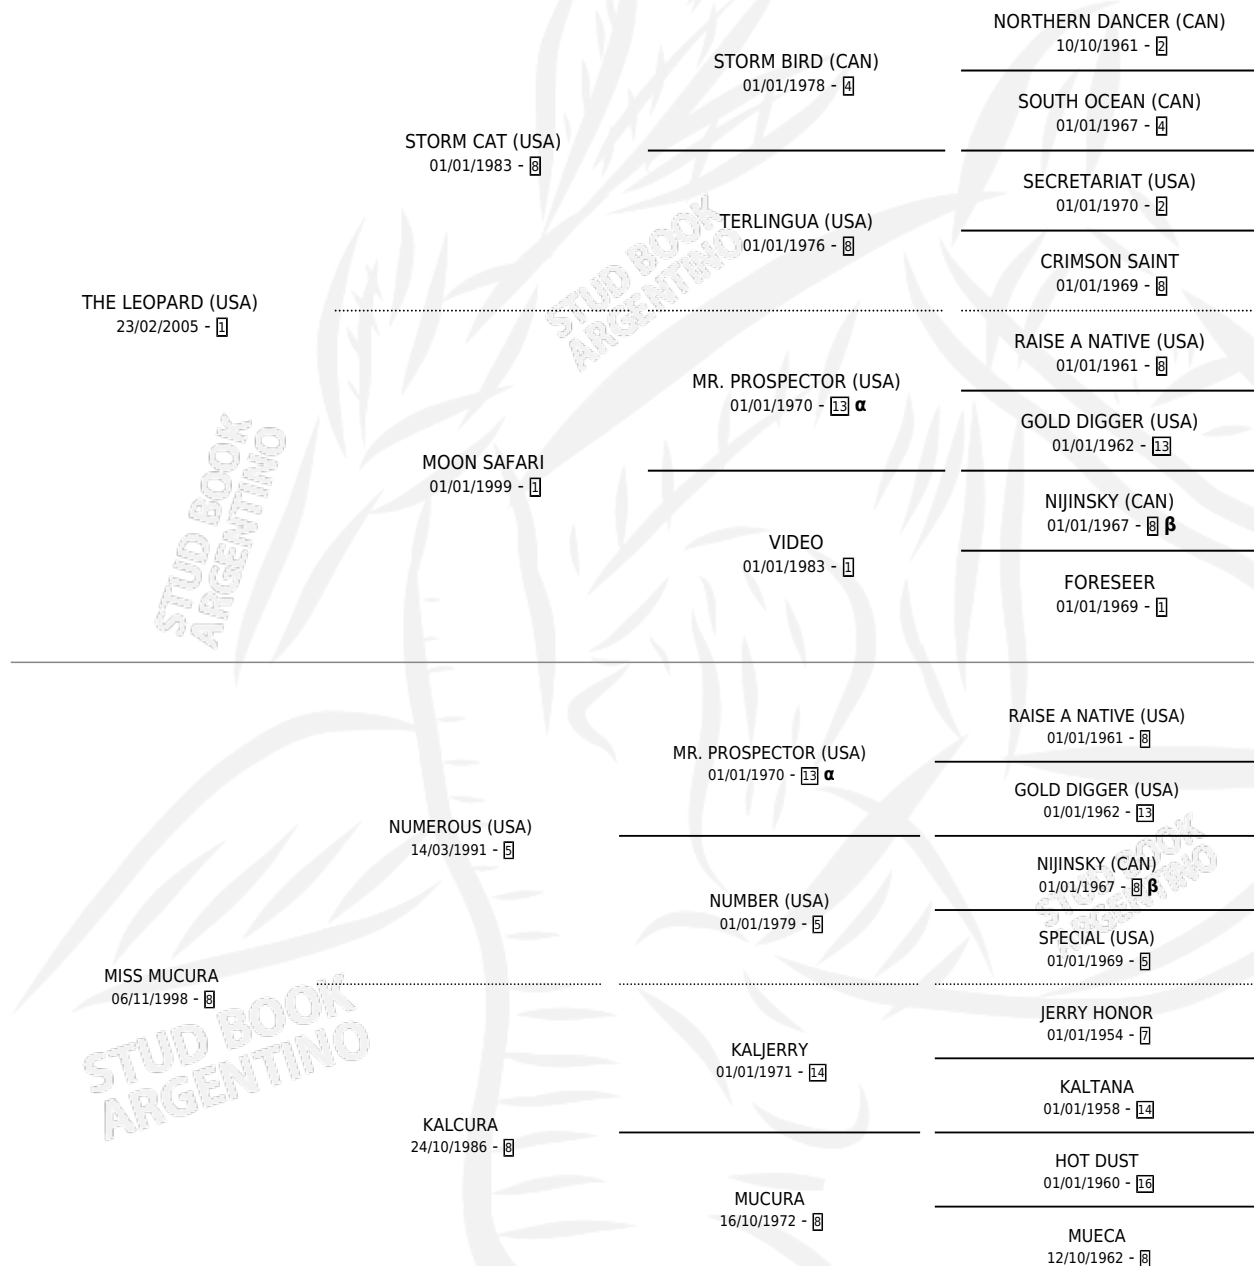 NORTHERN DANCER (CAN)
10/10/1961 - 2
STORM BIRD (CAN)
01/01/1978 - 4
SOUTH OCEAN (CAN)
01/01/1967 - 4
STORM CAT (USA)
01/01/1983 - 8
SECRETARIAT (USA)
01/01/1970 - 2
TERLINGUA (USA)
01/01/1976 - 8
CRIMSON SAINT
01/01/1969 - 8
THE LEOPARD (USA)
23/02/2005 - 1
RAISE A NATIVE (USA)
01/01/1961 - 8
MR. PROSPECTOR (USA)
01/01/1970 - 13 α
GOLD DIGGER (USA)
01/01/1962 - 13
MOON SAFARI
01/01/1999 - 1
NIJINSKY (CAN)
01/01/1967 - 8 β
VIDEO
01/01/1983 - 1
FORESEER
01/01/1969 - 1
RAISE A NATIVE (USA)
01/01/1961 - 8
MR. PROSPECTOR (USA)
01/01/1970 - 13 α
GOLD DIGGER (USA)
01/01/1962 - 13
NUMEROUS (USA)
14/03/1991 - 5
NIJINSKY (CAN)
01/01/1967 - 8 β
NUMBER (USA)
01/01/1979 - 5
SPECIAL (USA)
01/01/1969 - 5
MISS MUCURA
06/11/1998 - 8
JERRY HONOR
01/01/1954 - 7
KALJERRY
01/01/1971 - 14
KALTANA
01/01/1958 - 14
KALCURA
24/10/1986 - 8
HOT DUST
01/01/1960 - 16
MUCURA
16/10/1972 - 8
MUECA
12/10/1962 - 8
STUD BOOK
ARGENTINO
STUD BOOK
ARGENTINO
STUD BOOK
ARGENTINO
STUD BOOK
ARGENTINO